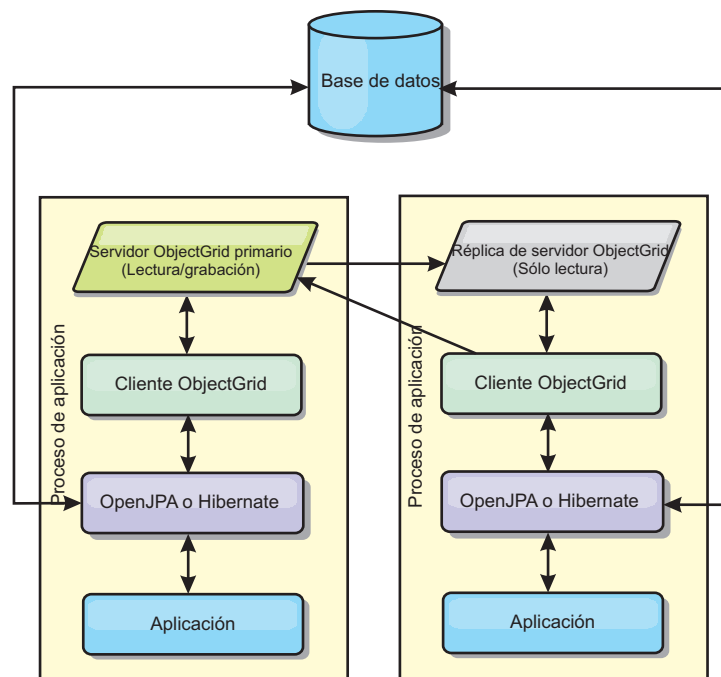 Base de datos
Servidor ObjectGrid primario
(Lectura/grabación)
Réplica de servidor ObjectGrid
(Sólo lectura)
Proceso de aplicación
Cliente ObjectGrid
OpenJPA o Hibernate
Aplicación
Proceso de aplicación
Cliente ObjectGrid
OpenJPA o Hibernate
Aplicación